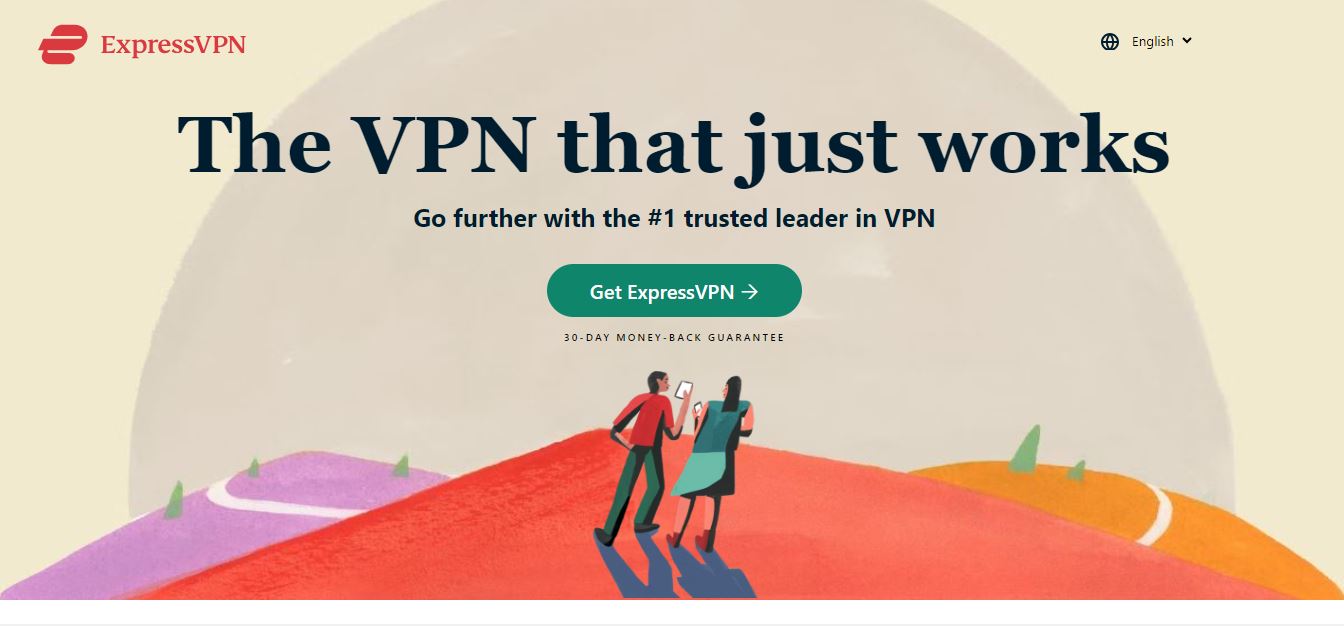 ExpressVPN
English
The VPN that just works
Go further with the #1 trusted leader in VPN
Get ExpressVPN →
30-DAY MONEY-BACK GUARANTEE